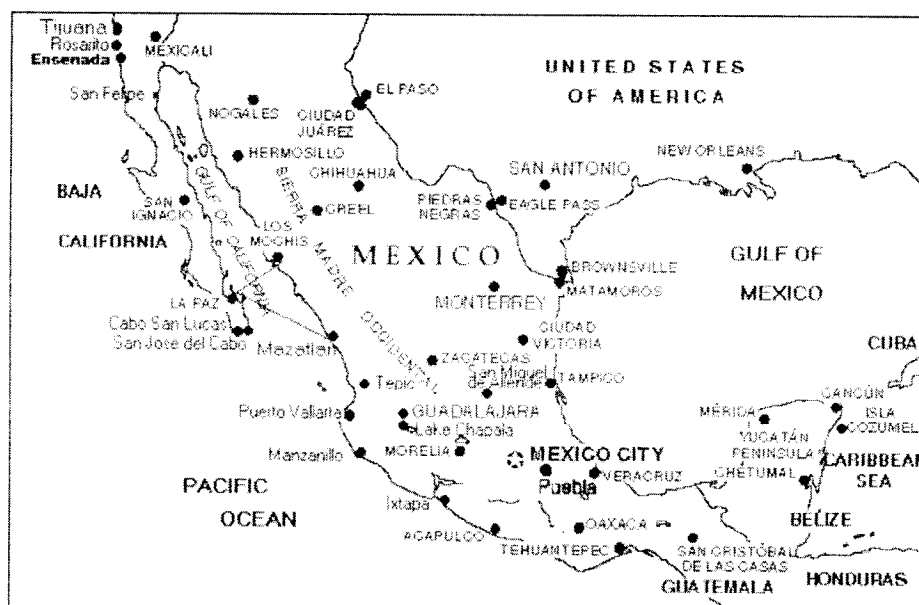 Tijuana
Rosarito
Ensenada
MEXICALI
San Felipe
NOGALES
EL PASO
CIUDAD
JUÁREZ
UNITED STATES
OF AMERICA
HERMOSILLO
CHIHUAHUA
SAN ANTONIO
NEW ORLEANS
BAJA
CALIFORNIA
SAN
IGNACIO
GULF OF CALIFORNIA
SIERRA MADRE OCCIDENTAL
CREEL
PIEDRAS
NEGRAS
EAGLE PASS
LOS
MOCHIS
MEXICO
GULF OF
MEXICO
BROWNSVILLE
MATAMOROS
LA PAZ
MONTERREY
Cabo San Lucas
San José del Cabo
Mazatlan
CIUDAD
VICTORIA
CUBA
ZACATECAS
San Miguel
de Allende
TAMPICO
Tepic
Puerto Vallarta
GUADALAJARA
Lake Chapala
MÉRIDA
CANCÚN
ISLA
COZUMEL
YUCATÁN
PENINSULA
Manzanillo
MORELIA
MEXICO CITY
Puebla
VERACRUZ
CHÉTUMAL
CARIBBEAN
SEA
PACIFIC
OCEAN
Ixtapa
BELIZE
ACAPULCO
OAXACA
TEHUANTEPEC
SAN CRISTÓBAL
DE LAS CASAS
GUATEMALA
HONDURAS